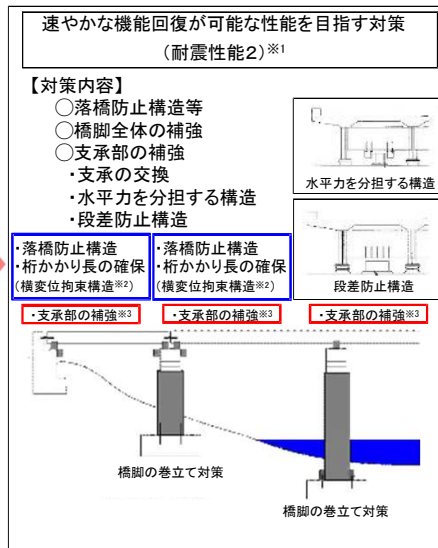 速やかな機能回復が可能な性能を目指す対策
（耐震性能2）※1
【対策内容】
○落橋防止構造等
○橋脚全体の補強
○支承部の補強
・支承の交換
・水平力を分担する構造
・段差防止構造
水平力を分担する構造
段差防止構造
・落橋防止構造
・桁かかり長の確保
（横変位拘束構造※2）
・落橋防止構造
・桁かかり長の確保
（横変位拘束構造※2）
・支承部の補強※3
・支承部の補強※3
・支承部の補強※3
橋脚の巻立て対策
橋脚の巻立て対策